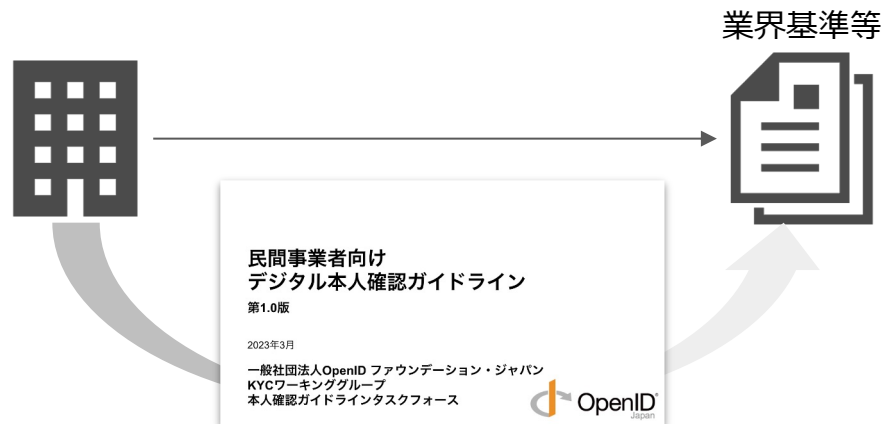 業界基準等
民間事業者向け
デジタル本人確認ガイドライン
第1.0版
2023年3月
一般社団法人OpenID ファウンデーション・ジャパン
KYCワーキンググループ
本人確認ガイドラインタスクフォース
OpenID
Japan